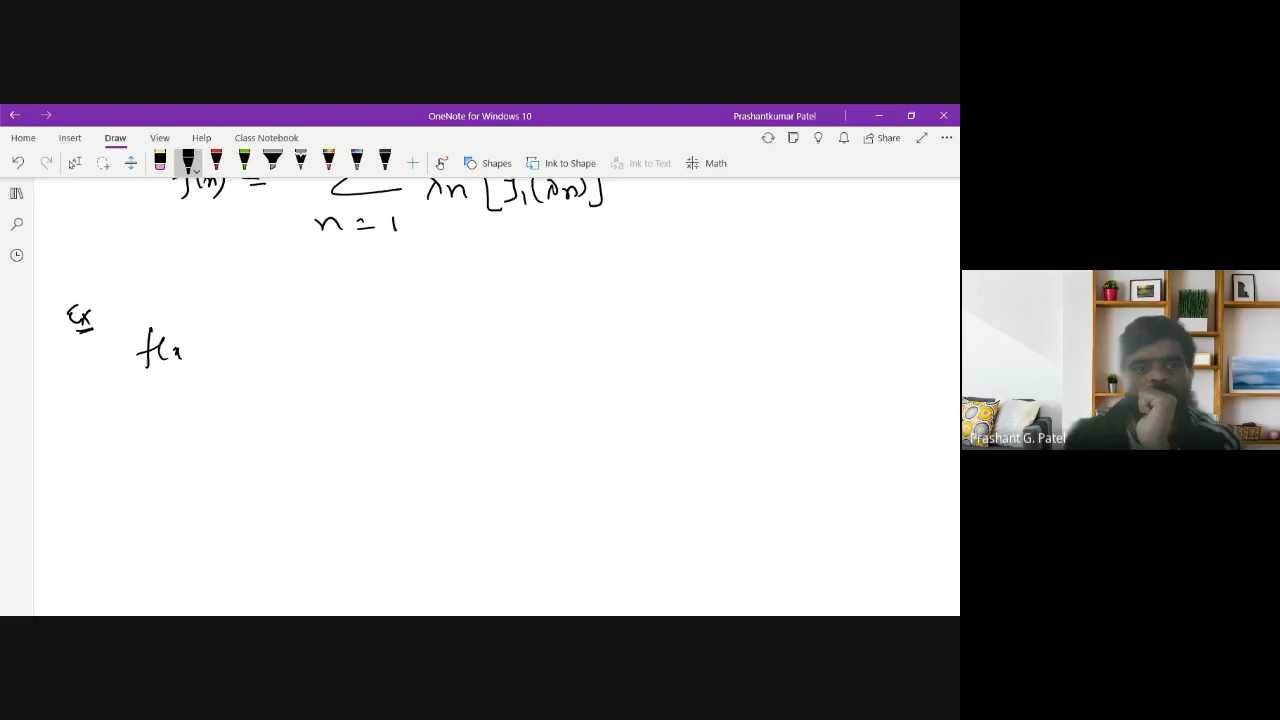 OneNote for Windows 10
Prashantkumar Patel
Home Insert Draw View Help Class Notebook
Share
Shapes Ink to Shape Ink to Text Math
f(x) = λn [J₁(λn)]
n = 1
Ex
f(x
Prashant G. Patel